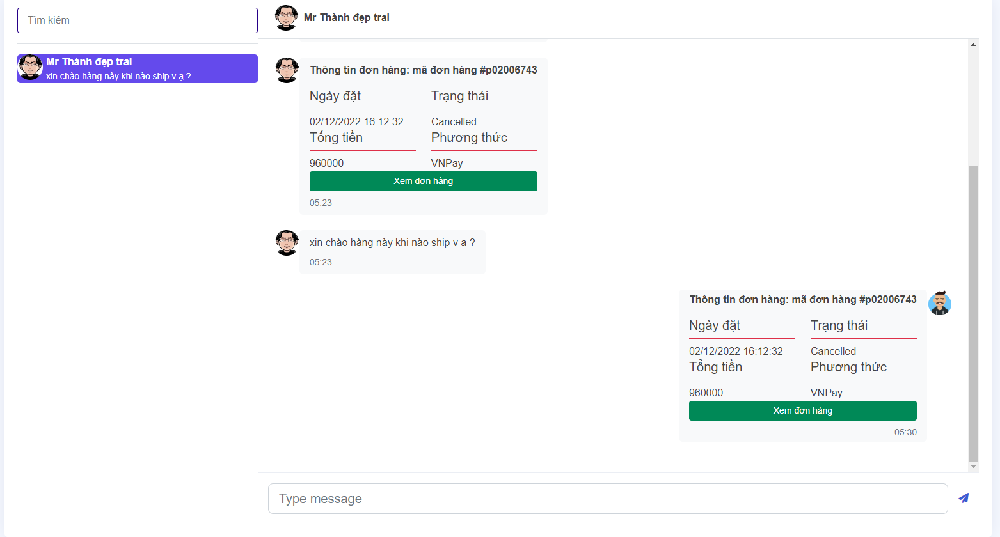 Tìm kiếm
Mr Thành đẹp trai
xin chào hàng này khi nào ship v ạ ?
Mr Thành đẹp trai
Thông tin đơn hàng: mã đơn hàng #p02006743
Ngày đặt Trạng thái
02/12/2022 16:12:32 Cancelled
Tổng tiền Phương thức
960000 VNPay
Xem đơn hàng
05:23
xin chào hàng này khi nào ship v ạ ?
05:23
Thông tin đơn hàng: mã đơn hàng #p02006743
Ngày đặt Trạng thái
02/12/2022 16:12:32 Cancelled
Tổng tiền Phương thức
960000 VNPay
Xem đơn hàng
05:30
Type message